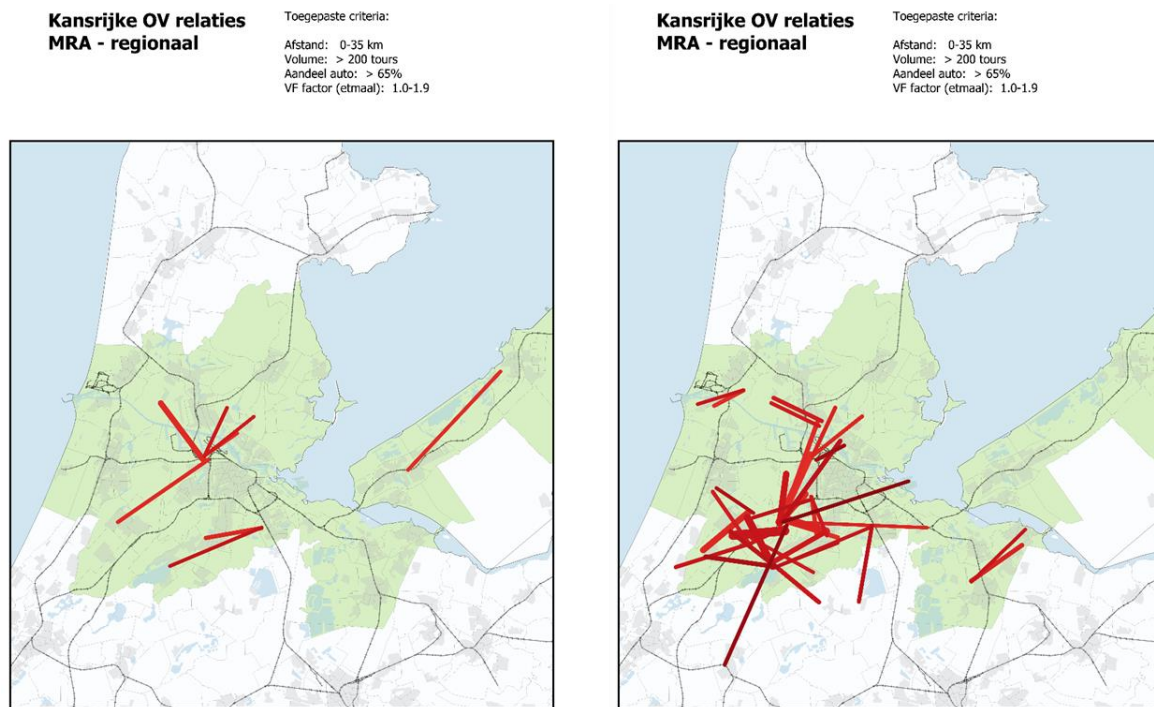 Kansrijke OV relaties
MRA - regionaal
Toegepaste criteria:
Afstand: 0-35 km
Volume: > 200 tours
Aandeel auto: > 65%
VF factor (etmaal): 1.0-1.9
Kansrijke OV relaties
MRA - regionaal
Toegepaste criteria:
Afstand: 0-35 km
Volume: > 200 tours
Aandeel auto: > 65%
VF factor (etmaal): 1.0-1.9